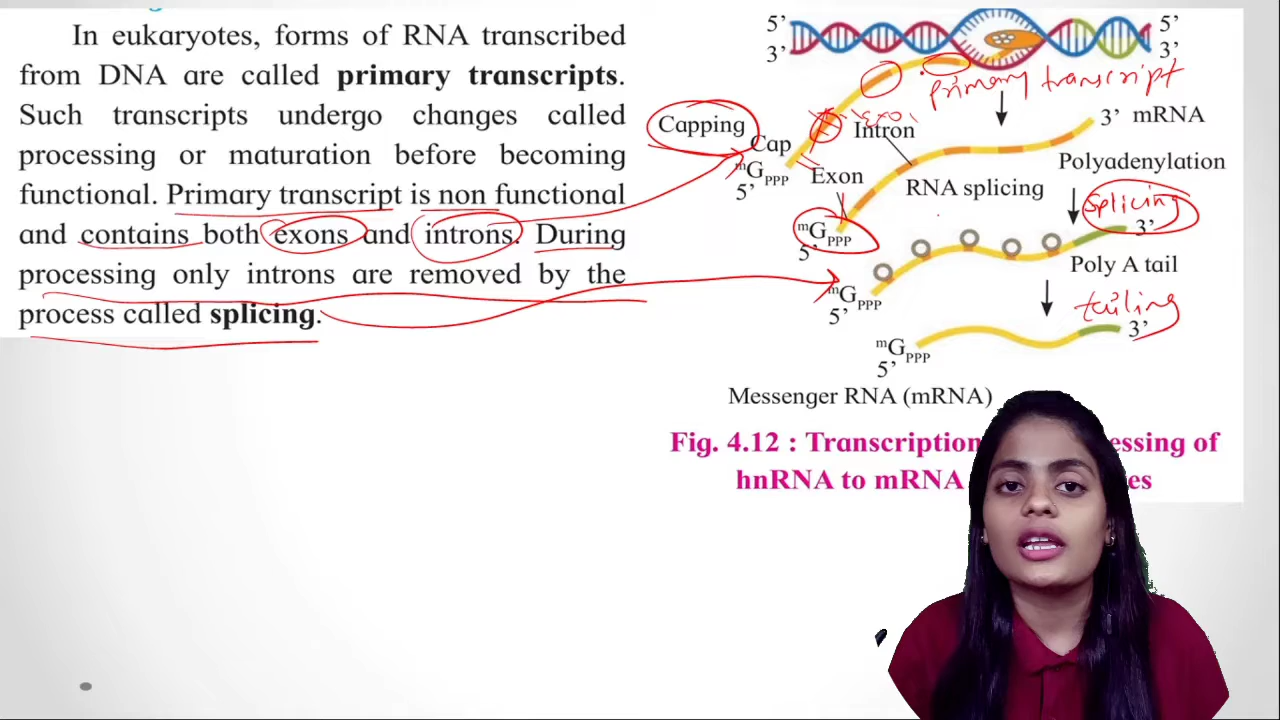 In eukaryotes, forms of RNA transcribed
from DNA are called primary transcripts.
Such transcripts undergo changes called
processing or maturation before becoming
functional. Primary transcript is non functional
and contains both exons and introns. During
processing only introns are removed by the
process called splicing.
5' 5'
3' 3'
primary transcript
Capping
Cap
mGPPP
5'
Intron
3' mRNA
Exon
RNA splicing
Polyadenylation
splicing
mGPPP
5'
3'
Poly A tail
mGPPP
5'
tailing
3'
mGPPP
5'
Messenger RNA (mRNA)
Fig. 4.12 : Transcription essing of
hnRNA to mRNA es